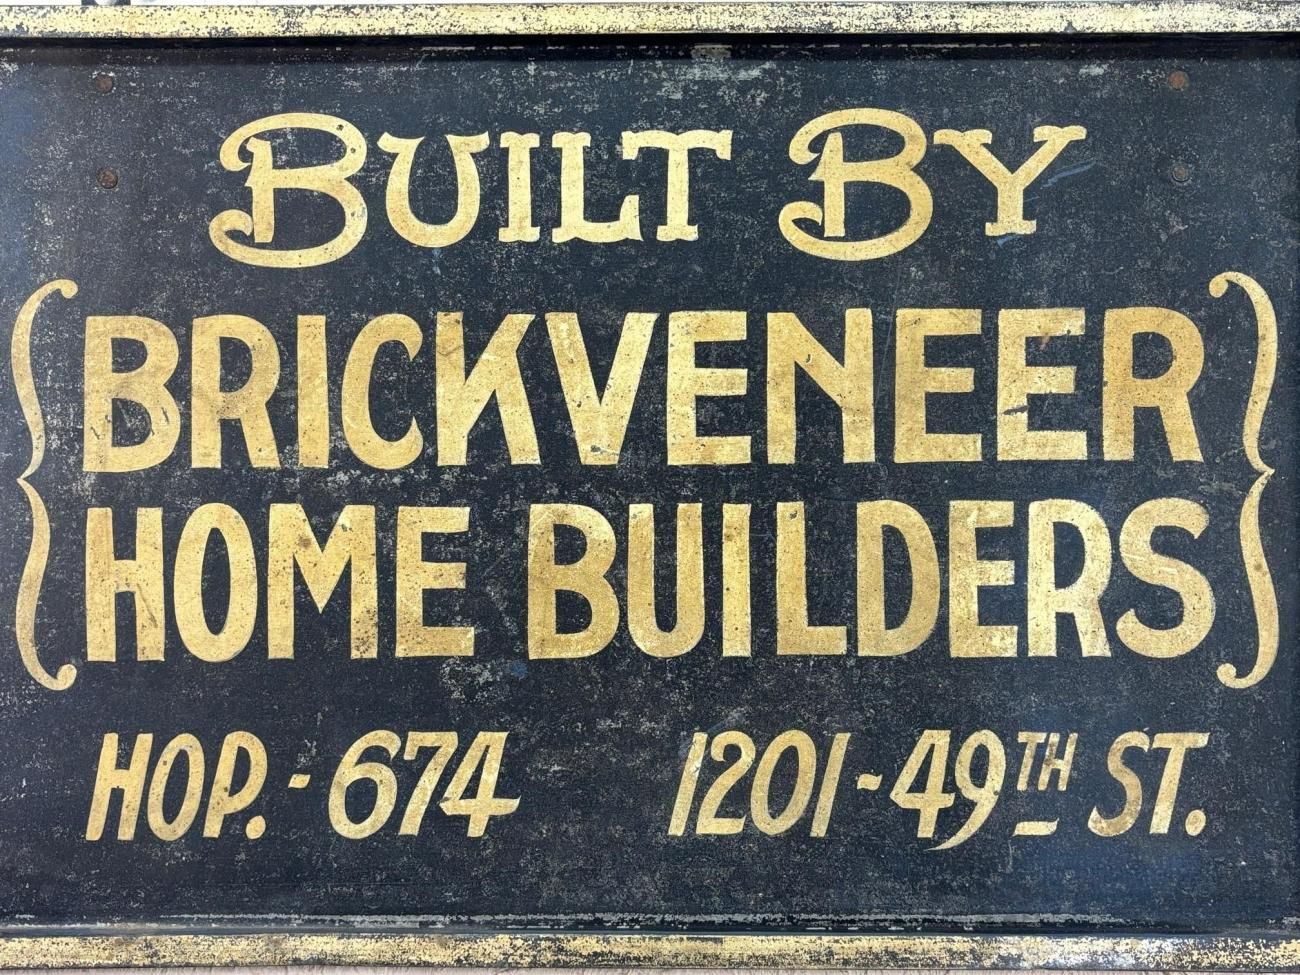 BUILT BY
BRICKVENEER
HOME BUILDERS
HOP. - 674 1201 - 49TH ST.